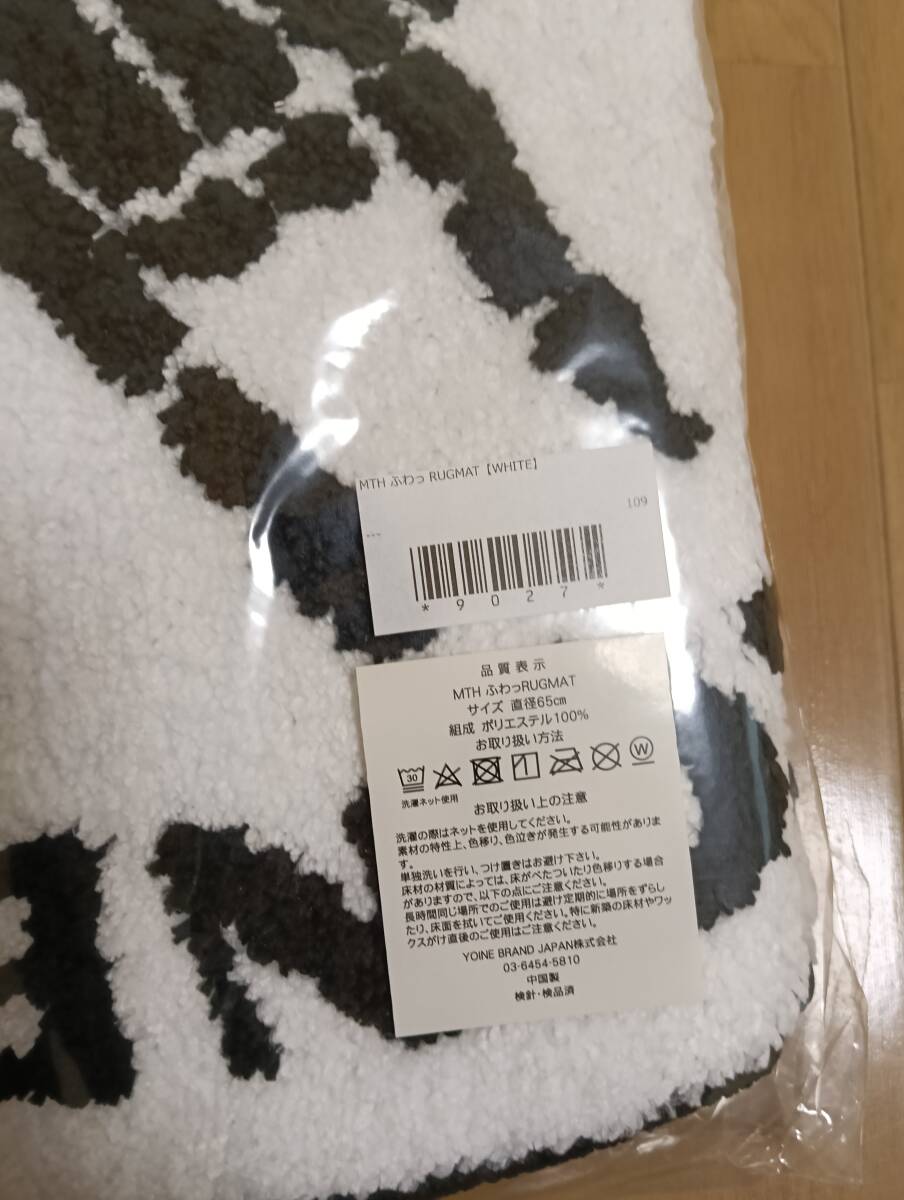 MTH ふわっ RUGMAT【WHITE】
109
---
* 9 0 2 7 *
品質表示
MTH ふわっRUGMAT
サイズ 直径65cm
組成 ポリエステル100%
お取り扱い方法
30
W
洗濯ネット使用
お取り扱い上の注意
洗濯の際はネットを使用してください。
素材の特性上、色移り、色泣きが発生する可能性がありま
す。
単独洗いを行い、つけ置きはお避け下さい。
床材の材質によっては、床がべたついたり色移りする場合
がありますので、以下の点にご注意ください。
長時間同じ場所でのご使用は避け定期的に場所をずらし
たり、床面を拭いてご使用ください。特に新築の床材やワッ
クスがけ直後のご使用はご注意ください。
YOINE BRAND JAPAN株式会社
03-6454-5810
中国製
検針・検品済